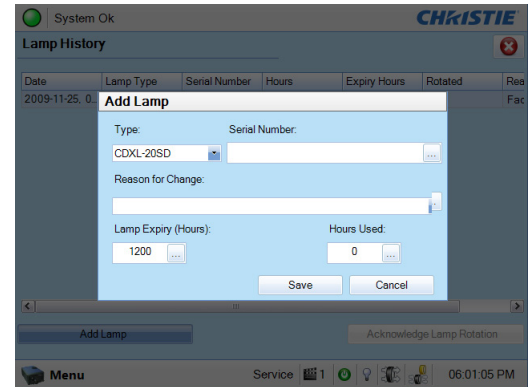 System Ok CHRISTIE
Lamp History
Date Lamp Type Serial Number Hours Expiry Hours Rotated Rea
2009-11-25, 0... Fac
Add Lamp
Type: Serial Number:
CDXL-20SD ...
Reason for Change:
Lamp Expiry (Hours): Hours Used:
1200 ... 0 ...
Save Cancel
Add Lamp Acknowledge Lamp Rotation
Menu Service 1 06:01:05 PM